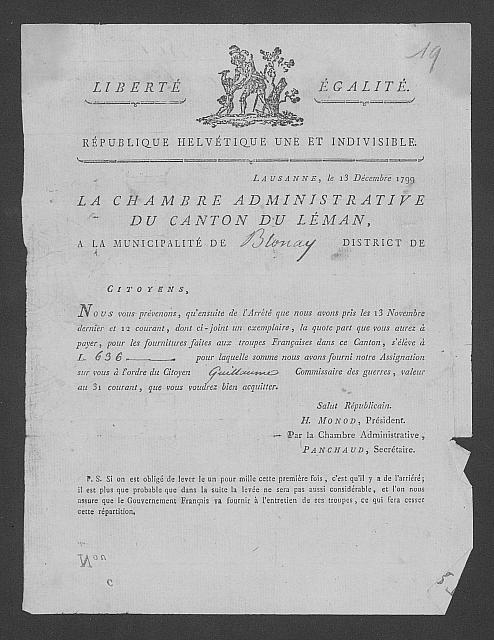 19
LIBERTÉ ÉGALITÉ.
RÉPUBLIQUE HELVÉTIQUE UNE ET INDIVISIBLE.
LAUSANNE, le 13 Décembre 1799
LA CHAMBRE ADMINISTRATIVE
DU CANTON DU LÉMAN,
A LA MUNICIPALITÉ DE Blonay DISTRICT DE
CITOYENS,
NOUS vous prévenons, qu'ensuite de l'Arrêté que nous avons pris les 13 Novembre
dernier et 12 courant, dont ci-joint un exemplaire, la quote part que vous aurez à
payer, pour les fournitures faites aux troupes Françaises dans ce Canton, s'élève à
L 636 pour laquelle somme nous avons fourni notre Assignation
sur vous à l'ordre du Citoyen Guillaume Commissaire des guerres, valeur
au 31 courant, que vous voudrez bien acquitter.
Salut Républicain.
H. MONOD, Président.
Par la Chambre Administrative,
PANCHAUD, Secrétaire.
P. S. Si on est obligé de lever le un pour mille cette première fois, c'est qu'il y a de l'arriéré;
il est plus que probable que dans la suite la levée ne sera pas aussi considérable, et l'on nous
assure que le Gouvernement Français va fournir à l'entretien de ses troupes, ce qui fera cesser
cette répartition.